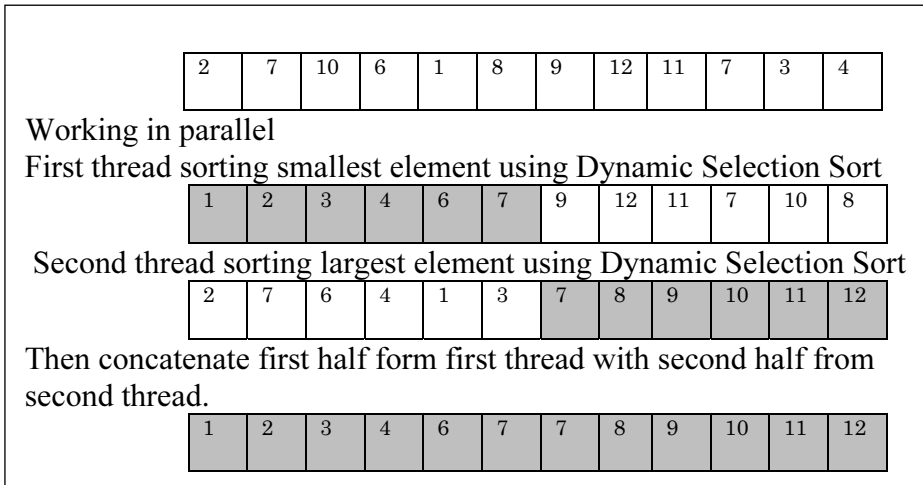 2 7 10 6 1 8 9 12 11 7 3 4
Working in parallel
First thread sorting smallest element using Dynamic Selection Sort
1 2 3 4 6 7 9 12 11 7 10 8
Second thread sorting largest element using Dynamic Selection Sort
2 7 6 4 1 3 7 8 9 10 11 12
Then concatenate first half form first thread with second half from
second thread.
1 2 3 4 6 7 7 8 9 10 11 12